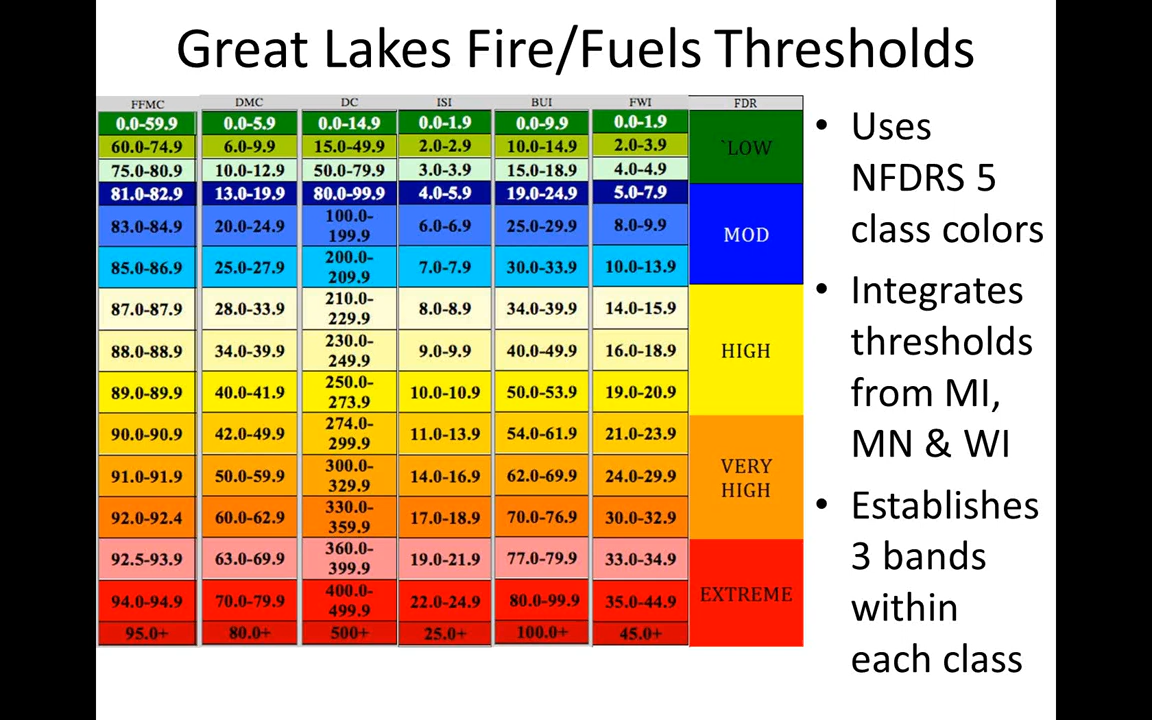 Great Lakes Fire/Fuels Thresholds
FFMC DMC DC ISI BUI FWI FDR
0.0-59.9 0.0-5.9 0.0-14.9 0.0-1.9 0.0-9.9 0.0-1.9
60.0-74.9 6.0-9.9 15.0-49.9 2.0-2.9 10.0-14.9 2.0-3.9
`LOW
75.0-80.9 10.0-12.9 50.0-79.9 3.0-3.9 15.0-18.9 4.0-4.9
81.0-82.9 13.0-19.9 80.0-99.9 4.0-5.9 19.0-24.9 5.0-7.9
83.0-84.9 20.0-24.9 100.0-
199.9 6.0-6.9 25.0-29.9 8.0-9.9
MOD
85.0-86.9 25.0-27.9 200.0-
209.9 7.0-7.9 30.0-33.9 10.0-13.9
87.0-87.9 28.0-33.9 210.0-
229.9 8.0-8.9 34.0-39.9 14.0-15.9
88.0-88.9 34.0-39.9 230.0-
249.9 9.0-9.9 40.0-49.9 16.0-18.9
HIGH
89.0-89.9 40.0-41.9 250.0-
273.9 10.0-10.9 50.0-53.9 19.0-20.9
90.0-90.9 42.0-49.9 274.0-
299.9 11.0-13.9 54.0-61.9 21.0-23.9
91.0-91.9 50.0-59.9 300.0-
329.9 14.0-16.9 62.0-69.9 24.0-29.9
VERY
HIGH
92.0-92.4 60.0-62.9 330.0-
359.9 17.0-18.9 70.0-76.9 30.0-32.9
92.5-93.9 63.0-69.9 360.0-
399.9 19.0-21.9 77.0-79.9 33.0-34.9
94.0-94.9 70.0-79.9 400.0-
499.9 22.0-24.9 80.0-99.9 35.0-44.9
EXTREME
95.0+ 80.0+ 500+ 25.0+ 100.0+ 45.0+
• Uses
NFDRS 5
class colors
• Integrates
thresholds
from MI,
MN & WI
• Establishes
3 bands
within
each class